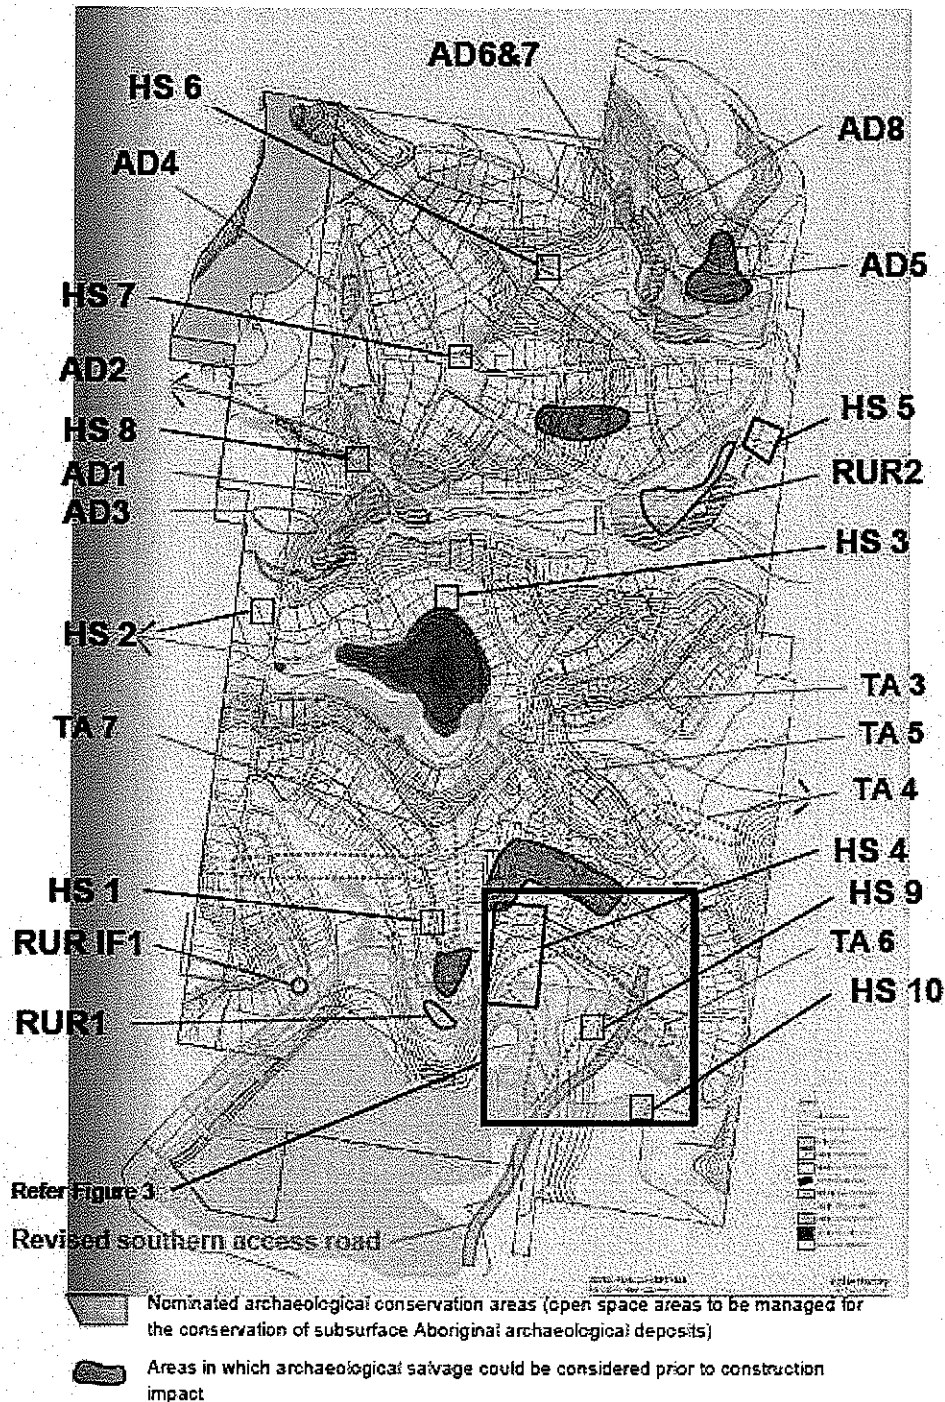 AD6&7
HS 6
AD8
AD4
AD5
HS 7
AD2
HS 5
HS 8
AD1
RUR2
AD3
HS 3
HS 2
TA 3
TA 7
TA 5
TA 4
HS 4
HS 1
HS 9
RUR IF1
TA 6
HS 10
RUR1
Refer Figure 3
Revised southern access road
Nominated archaeological conservation areas (open space areas to be managed for
the conservation of subsurface Aboriginal archaeological deposits)
Areas in which archaeological salvage could be considered prior to construction
impact